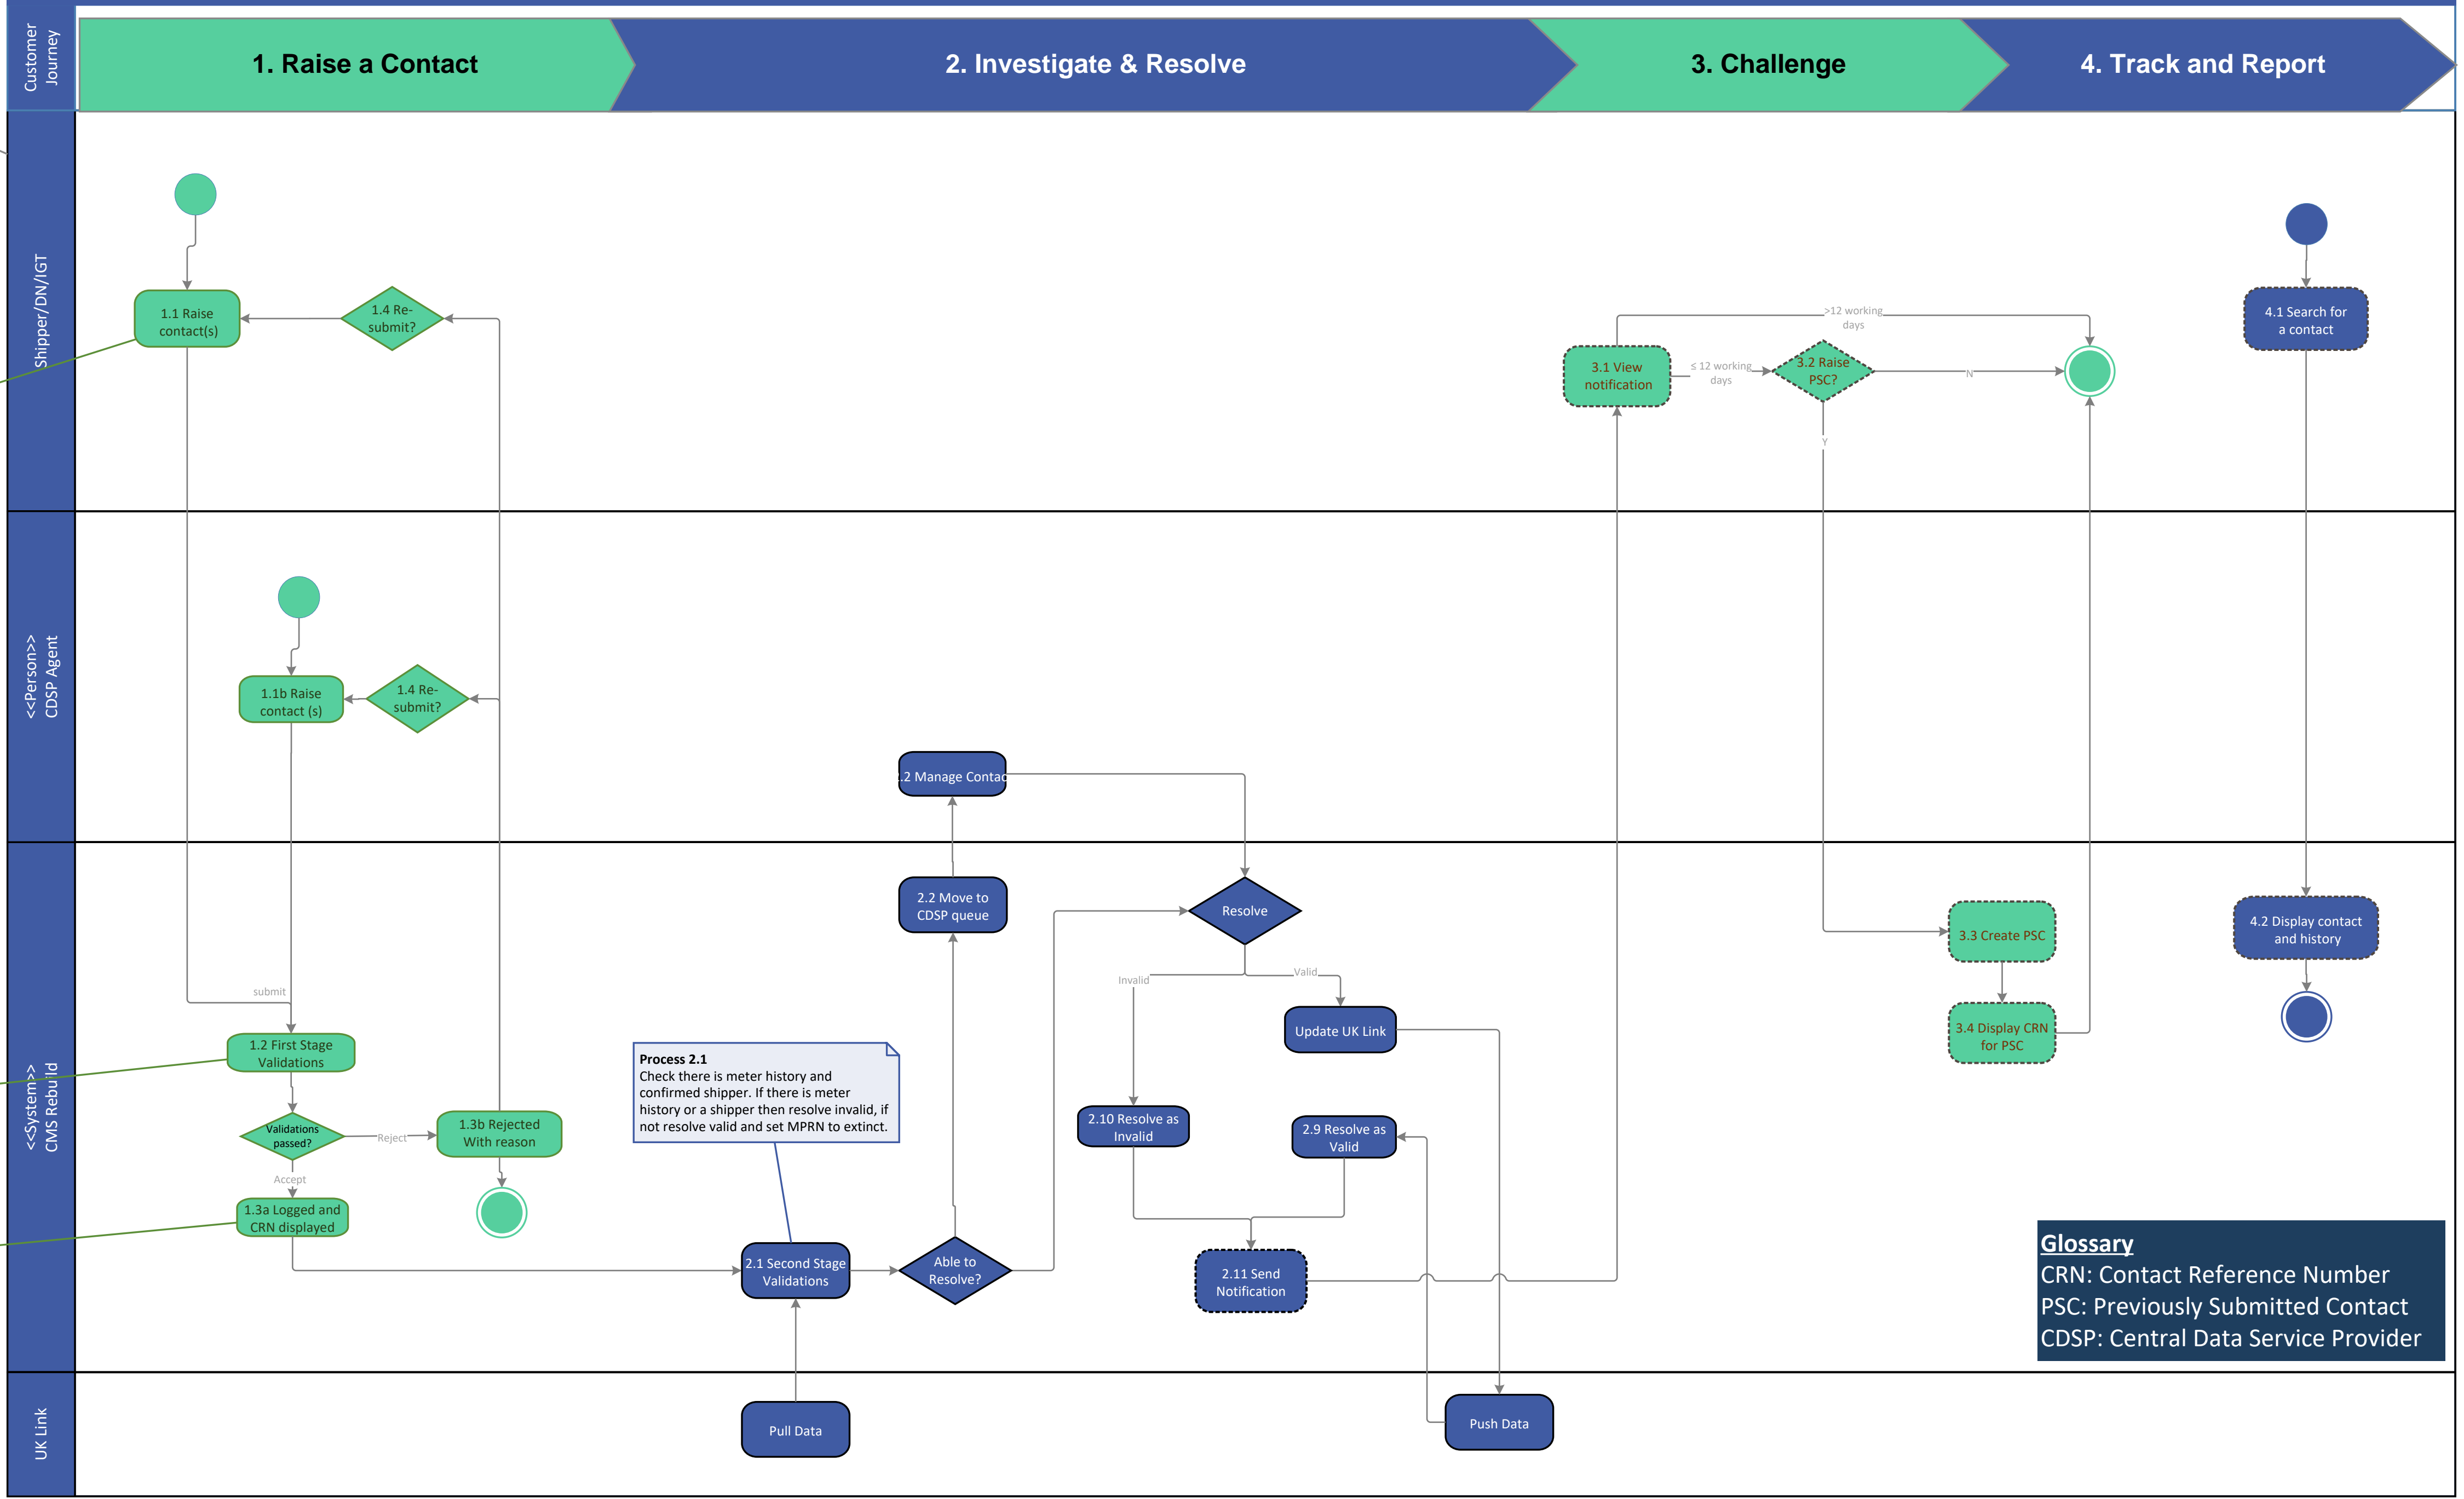 Customer
Journey
1. Raise a Contact
2. Investigate & Resolve
3. Challenge
4. Track and Report
Shipper/DN/IGT
1.1 Raise
contact(s)
1.4 Re-
submit?
3.1 View
notification
>12 working
days
≤ 12 working
days
3.2 Raise
PSC?
N
Y
4.1 Search for
a contact
<<Person>>
CDSP Agent
1.1b Raise
contact (s)
1.4 Re-
submit?
.2 Manage Contac
<<System>>
CMS Rebuild
submit
1.2 First Stage
Validations
Validations
passed?
Reject
1.3b Rejected
With reason
Accept
1.3a Logged and
CRN displayed
Process 2.1
Check there is meter history and
confirmed shipper. If there is meter
history or a shipper then resolve invalid, if
not resolve valid and set MPRN to extinct.
2.1 Second Stage
Validations
Able to
Resolve?
2.2 Move to
CDSP queue
Resolve
Invalid
Valid
Update UK Link
2.10 Resolve as
Invalid
2.9 Resolve as
Valid
2.11 Send
Notification
3.3 Create PSC
3.4 Display CRN
for PSC
4.2 Display contact
and history
Glossary
CRN: Contact Reference Number
PSC: Previously Submitted Contact
CDSP: Central Data Service Provider
UK Link
Pull Data
Push Data